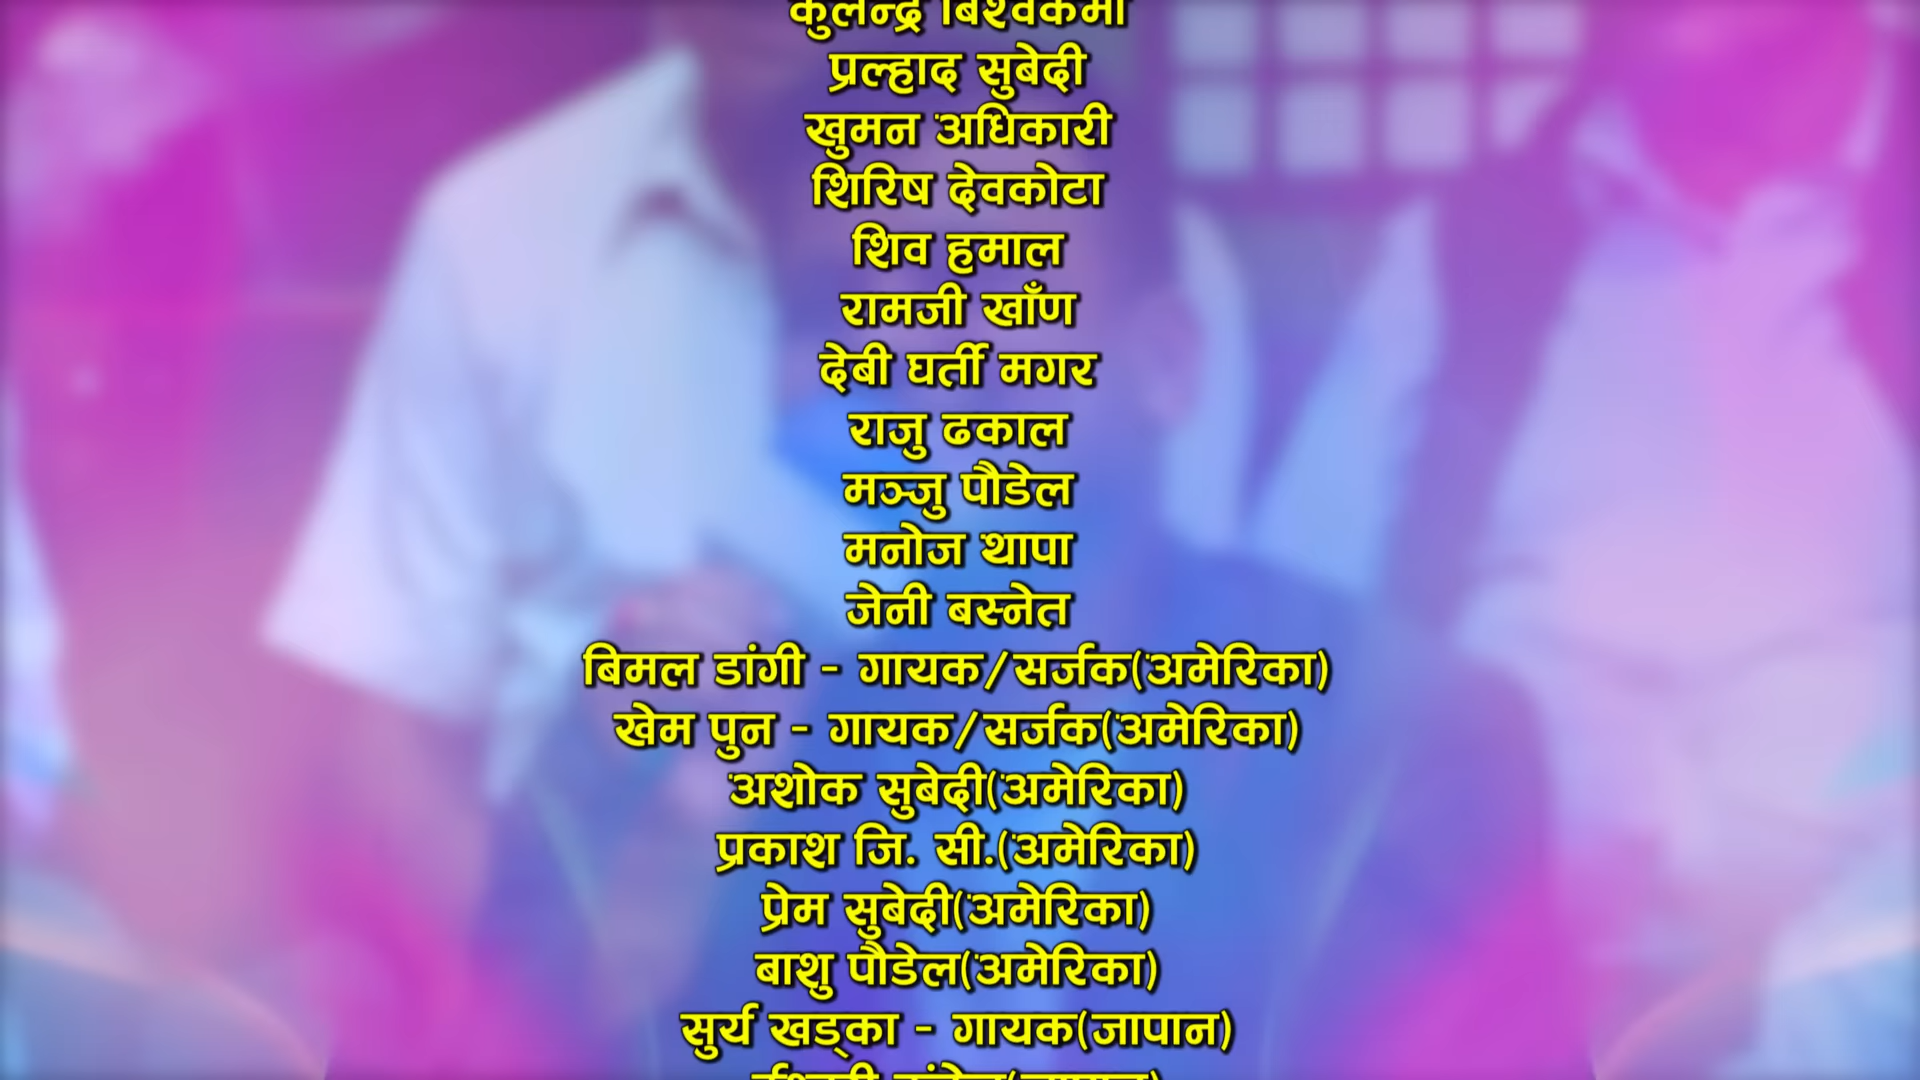 कुलेन्द्र बिश्वकर्मा
प्रल्हाद सुबेदी
खुमन अधिकारी
शिरिष देवकोटा
शिव हमाल
रामजी खाँण
देबी घर्ती मगर
राजु ढकाल
मञ्जु पौडेल
मनोज थापा
जेनी बस्नेत
बिमल डांगी - गायक/सर्जक(अमेरिका)
खेम पुन - गायक/सर्जक(अमेरिका)
अशोक सुबेदी(अमेरिका)
प्रकाश जि. सी.(अमेरिका)
प्रेम सुबेदी(अमेरिका)
बाशु पौडेल(अमेरिका)
सुर्य खड्का - गायक(जापान)